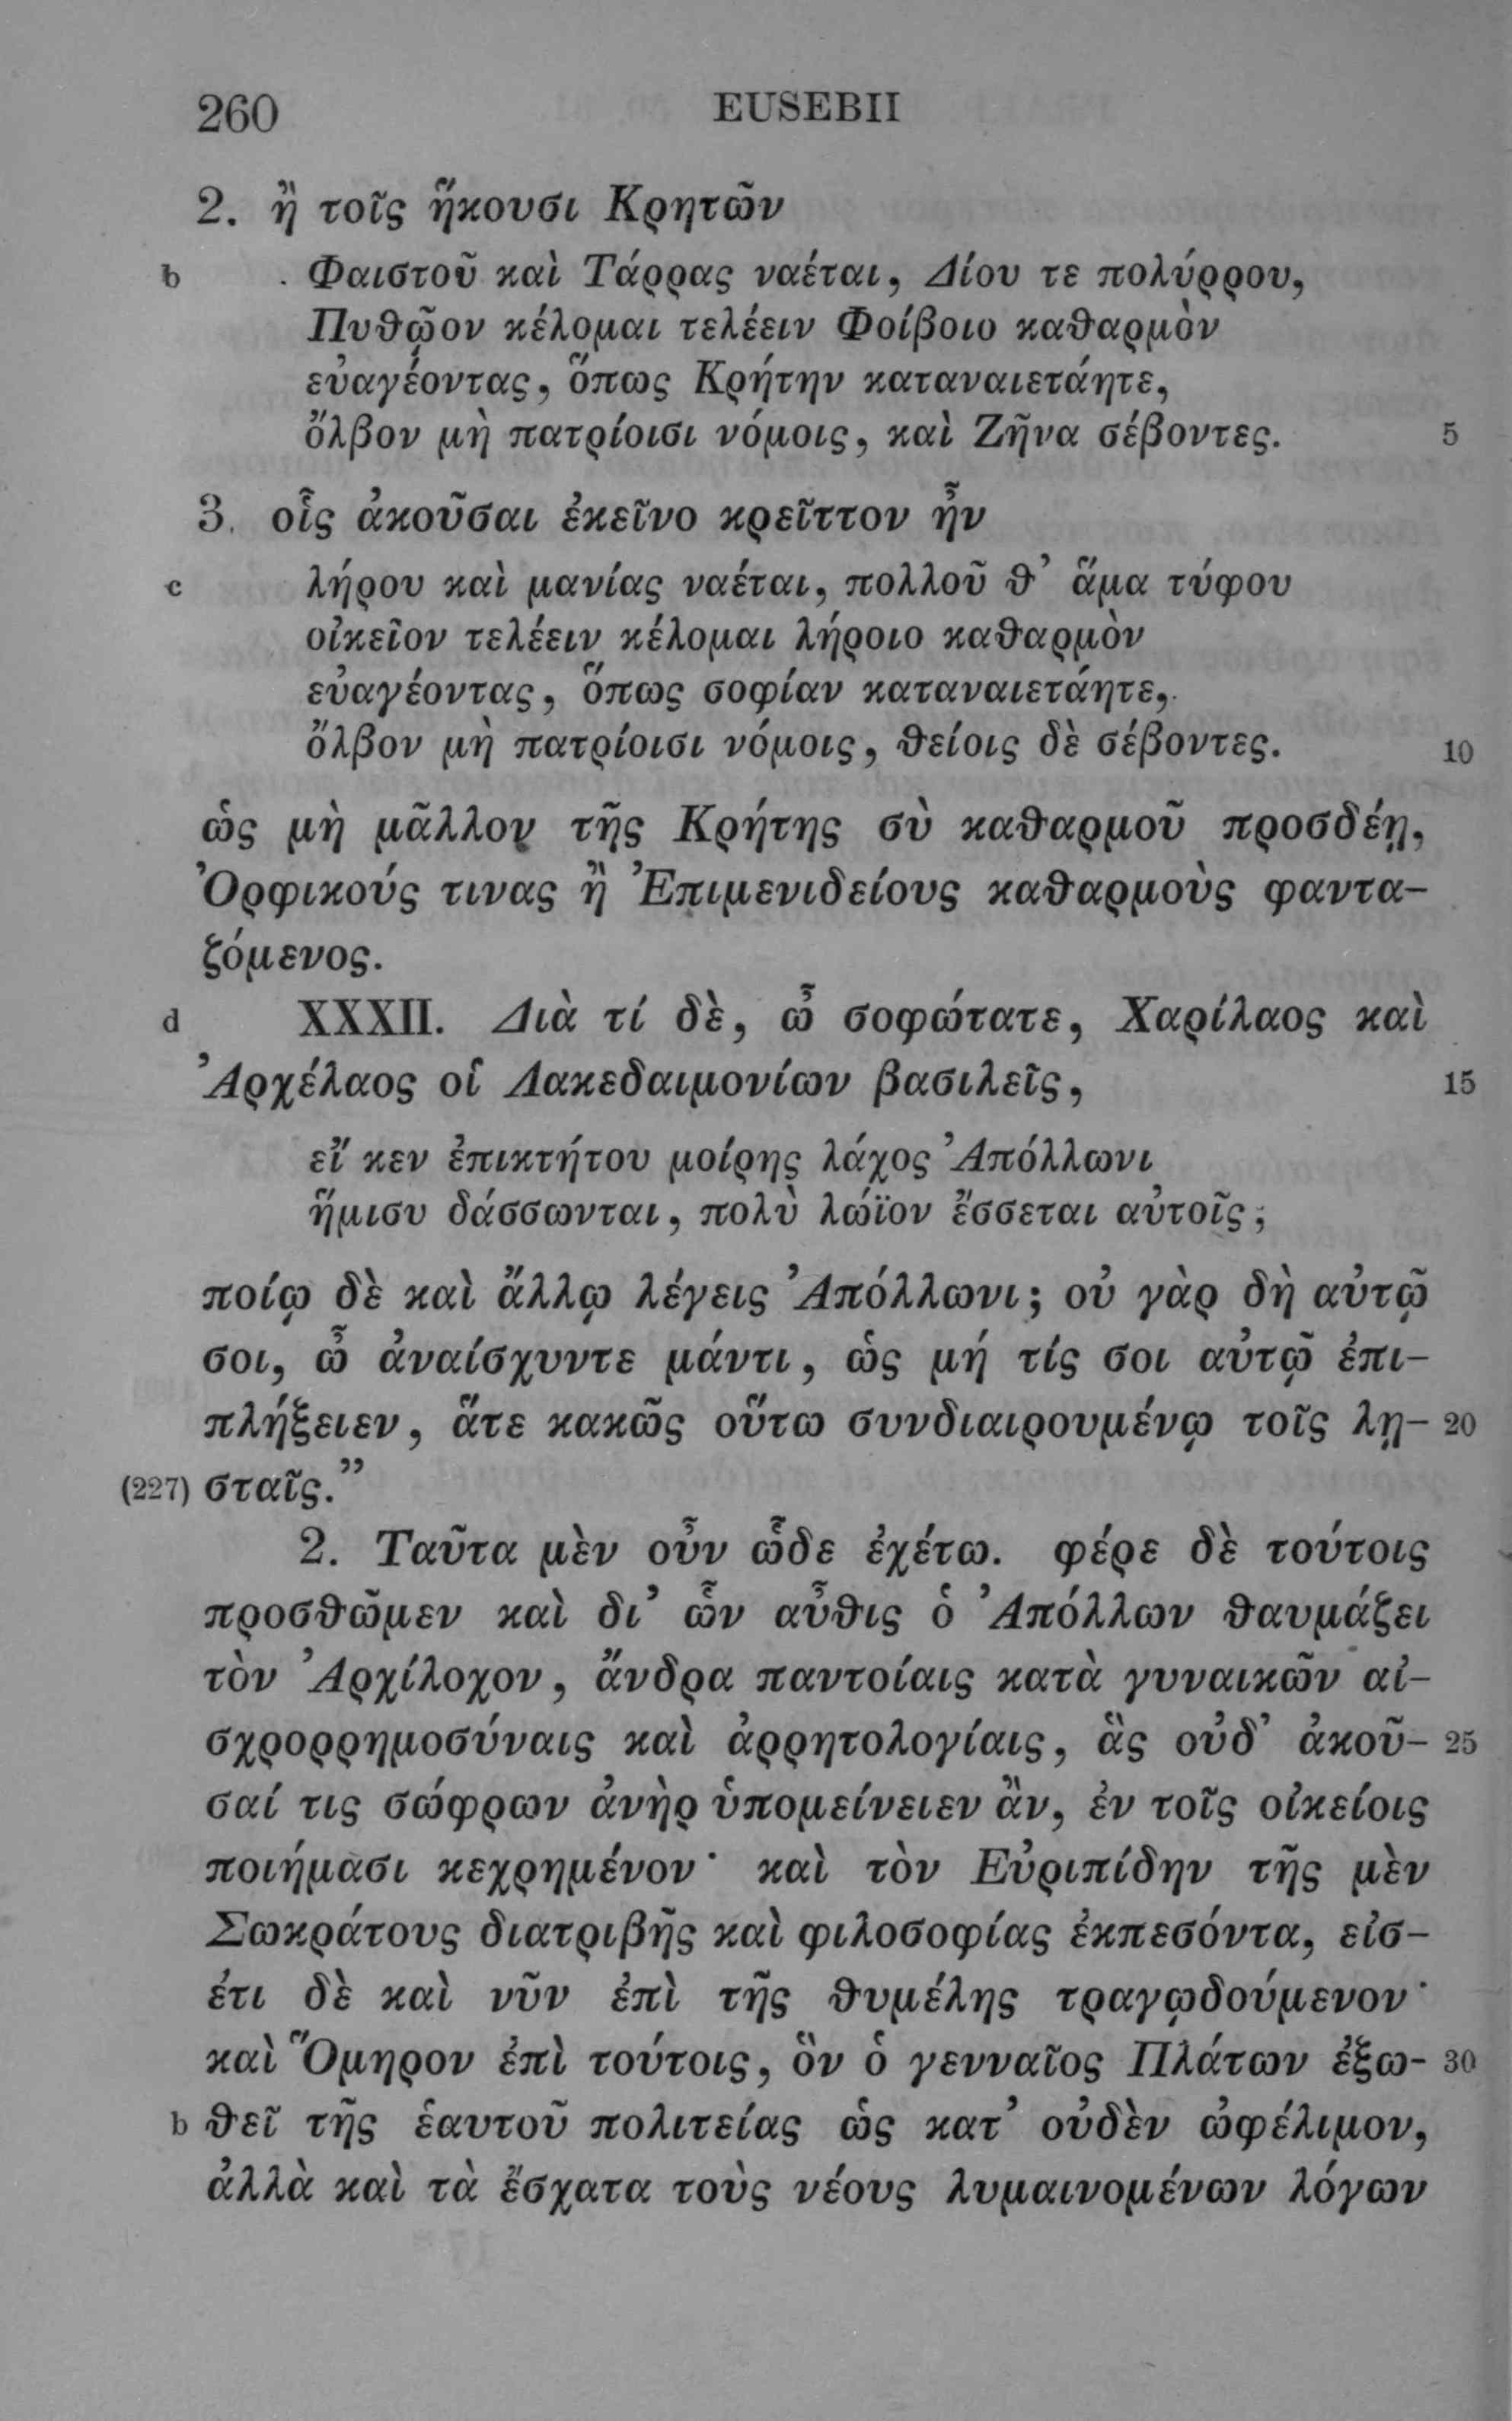 260 EUSEBII
2. ἢ τοῖς ἥκουσι Κρητῶν
b Φαιστοῦ καὶ Τάρρας ναέται, Δίου τε πολύρρου,
Πυθῷον κέλομαι τελέειν Φοίβοιο καθαρμὸν
εὐαγέοντας, ὅπως Κρήτην καταναιετάητε,
ὄλβον μὴ πατρίοισι νόμοις, καὶ Ζῆνα σέβοντες. 5
3. οἷς ἀκοῦσαι ἐκεῖνο κρεῖττον ἦν
c λήρου καὶ μανίας ναέται, πολλοῦ θ’ ἅμα τύφου
οἰκεῖον τελέειν κέλομαι λήροιο καθαρμὸν
εὐαγέοντας, ὅπως σοφίαν καταναιετάητε,
ὄλβον μὴ πατρίοισι νόμοις, θείοις δὲ σέβοντες. 10
ὡς μὴ μᾶλλον τῆς Κρήτης σὺ καθαρμοῦ προσδέῃ,
Ὀρφικούς τινας ἢ Ἐπιμενιδείους καθαρμοὺς φαντα-
ζόμενος.
d XXXII. Διὰ τί δὲ, ὦ σοφώτατε, Χαρίλαος καὶ
Ἀρχέλαος οἱ Λακεδαιμονίων βασιλεῖς, 15
εἴ κεν ἐπικτήτου μοίρης λάχος Ἀπόλλωνι
ἥμισυ δάσσωνται, πολὺ λώϊον ἔσσεται αὐτοῖς;
ποίῳ δὲ καὶ ἄλλῳ λέγεις Ἀπόλλωνι; οὐ γὰρ δὴ αὐτῷ
σοι, ὦ ἀναίσχυντε μάντι, ὡς μή τίς σοι αὐτῷ ἐπι-
πλήξειεν, ἅτε κακῶς οὕτω συνδιαιρουμένῳ τοῖς λῃ- 20
(227) σταῖς.”
2. Ταῦτα μὲν οὖν ὧδε ἐχέτω. φέρε δὲ τούτοις
προσθῶμεν καὶ δι’ ὧν αὖθις ὁ Ἀπόλλων θαυμάζει
τὸν Ἀρχίλοχον, ἄνδρα παντοίαις κατὰ γυναικῶν αἰ-
σχρορρημοσύναις καὶ ἀρρητολογίαις, ἃς οὐδ’ ἀκοῦ- 25
σαί τις σώφρων ἀνὴρ ὑπομείνειεν ἂν, ἐν τοῖς οἰκείοις
ποιήμασι κεχρημένον· καὶ τὸν Εὐριπίδην τῆς μὲν
Σωκράτους διατριβῆς καὶ φιλοσοφίας ἐκπεσόντα, εἰσ-
έτι δὲ καὶ νῦν ἐπὶ τῆς θυμέλης τραγῳδούμενον·
καὶ Ὅμηρον ἐπὶ τούτοις, ὃν ὁ γενναῖος Πλάτων ἐξω- 30
b θεῖ τῆς ἑαυτοῦ πολιτείας ὡς κατ’ οὐδὲν ὠφέλιμον,
ἀλλὰ καὶ τὰ ἔσχατα τοὺς νέους λυμαινομένων λόγων